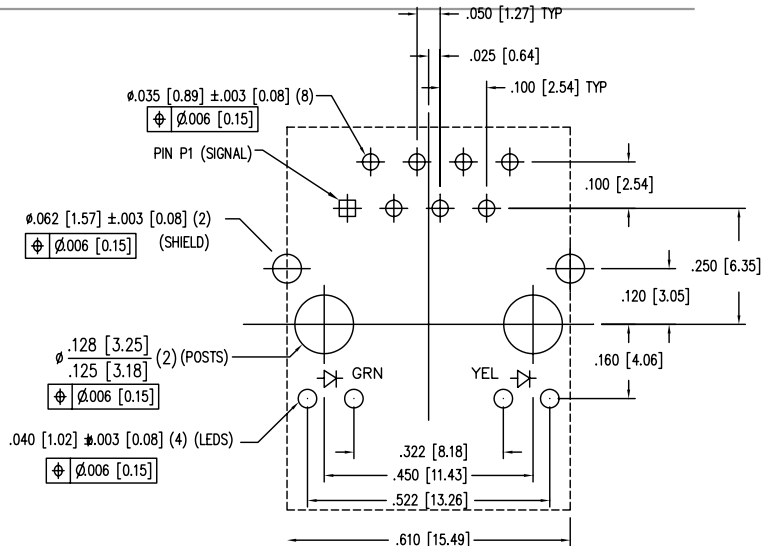 .050 [1.27] TYP
.025 [0.64]
.100 [2.54] TYP
ø.035 [0.89] ±.003 [0.08] (8)
⌖ Ø.006 [0.15]
PIN P1 (SIGNAL)
.100 [2.54]
ø.062 [1.57] ±.003 [0.08] (2)
(SHIELD)
⌖ Ø.006 [0.15]
.250 [6.35]
.120 [3.05]
ø .128 [3.25]
.125 [3.18] (2) (POSTS)
⌖ Ø.006 [0.15]
.160 [4.06]
GRN
YEL
.040 [1.02] ±.003 [0.08] (4) (LEDS)
⌖ Ø.006 [0.15]
.322 [8.18]
.450 [11.43]
.522 [13.26]
.610 [15.49]